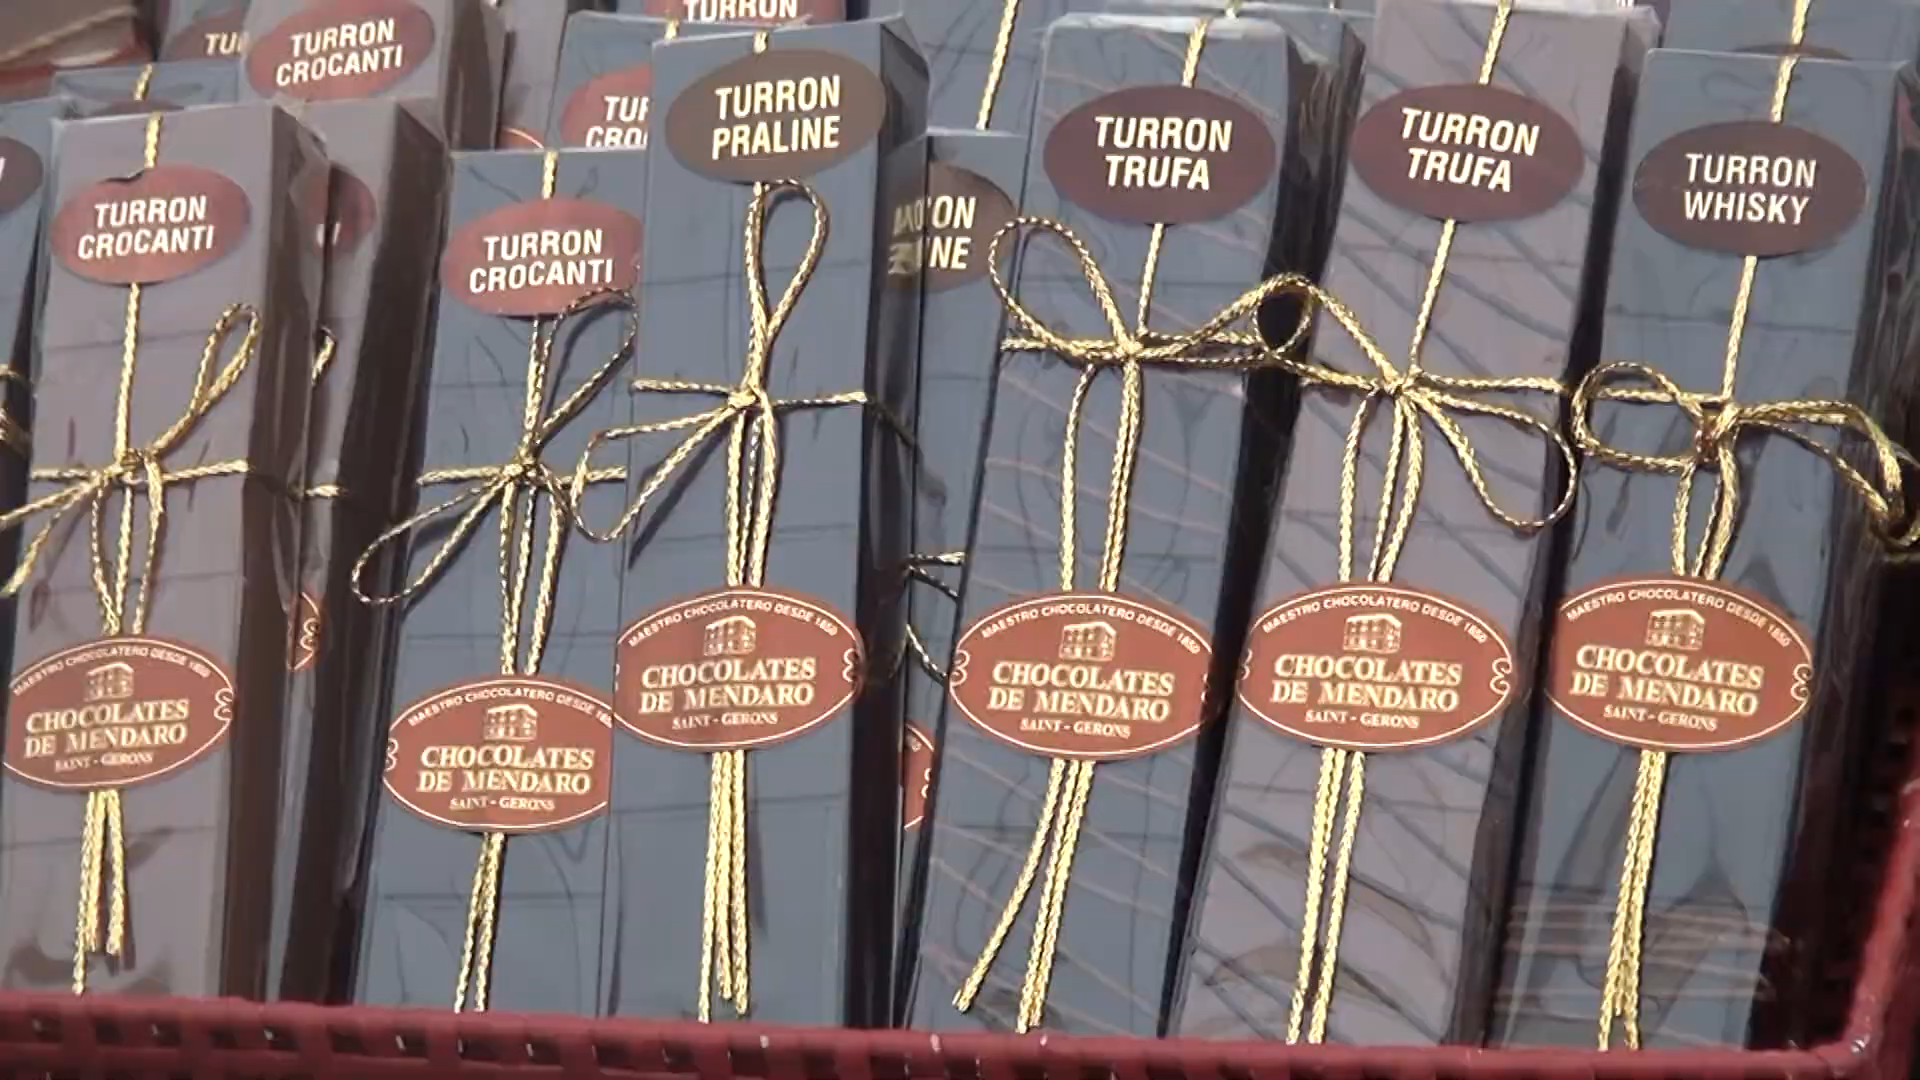 TURRON
TURRON
CROCANTI
TURRON
PRALINE
TURRON
TRUFA
TURRON
TRUFA
TURRON
WHISKY
TURRON
CROCANTI
TURRON
CROCANTI
MAESTRO CHOCOLATERO DESDE 1850
CHOCOLATES
DE MENDARO
SAINT - GERONS
MAESTRO CHOCOLATERO DESDE
CHOCOLATES
DE MENDARO
SAINT - GERONS
MAESTRO CHOCOLATERO DESDE 1850
CHOCOLATES
DE MENDARO
SAINT - GERONS
MAESTRO CHOCOLATERO DESDE 1850
CHOCOLATES
DE MENDARO
SAINT - GERONS
MAESTRO CHOCOLATERO DESDE 1850
CHOCOLATES
DE MENDARO
SAINT - GERONS
MAESTRO CHOCOLATERO DESDE 1850
CHOCOLATES
DE MENDARO
SAINT - GERONS